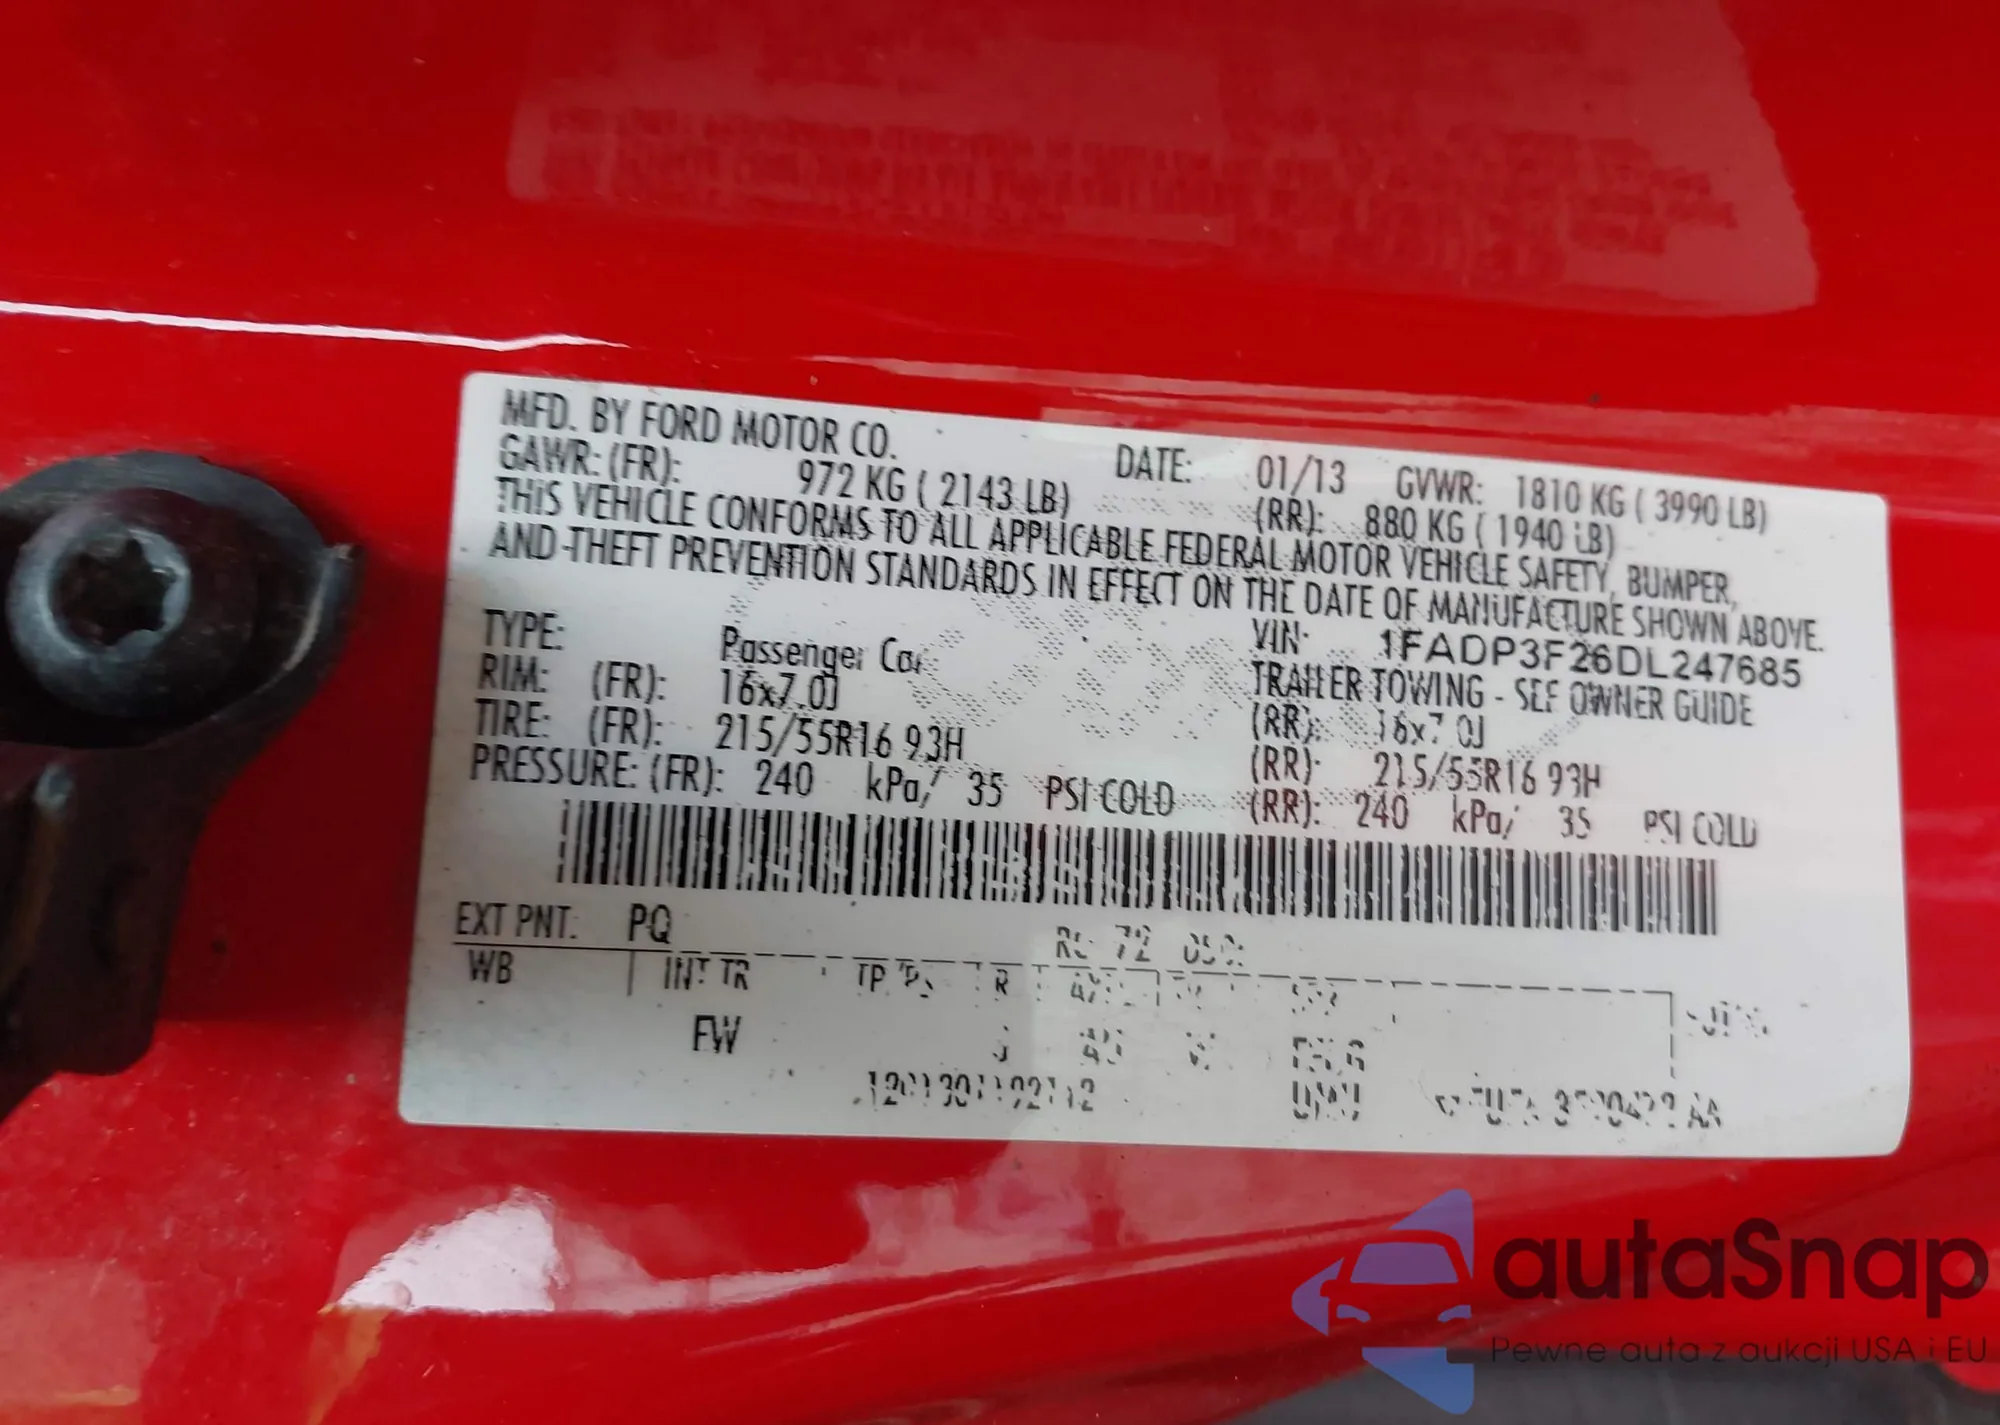 MFD. BY FORD MOTOR CO. DATE: 01/13 GVWR: 1810 KG ( 3990 LB)
GAWR: (FR): 972 KG ( 2143 LB) (RR): 880 KG ( 1940 LB)
THIS VEHICLE CONFORMS TO ALL APPLICABLE FEDERAL MOTOR VEHICLE SAFETY, BUMPER,
AND THEFT PREVENTION STANDARDS IN EFFECT ON THE DATE OF MANUFACTURE SHOWN ABOVE.
VIN: 1FADP3F26DL247685
TYPE: Passenger Car TRAILER TOWING - SEE OWNER GUIDE
RIM: (FR): 16x7.0J (RR): 16x7.0J
TIRE: (FR): 215/55R16 93H (RR): 215/55R16 93H
PRESSURE: (FR): 240 kPa/ 35 PSI COLD (RR): 240 kPa/ 35 PSI COLD
EXT PNT: PQ 72
WB INT TR TP R
FW
autaSnap
Pewne auta z aukcji USA i EU